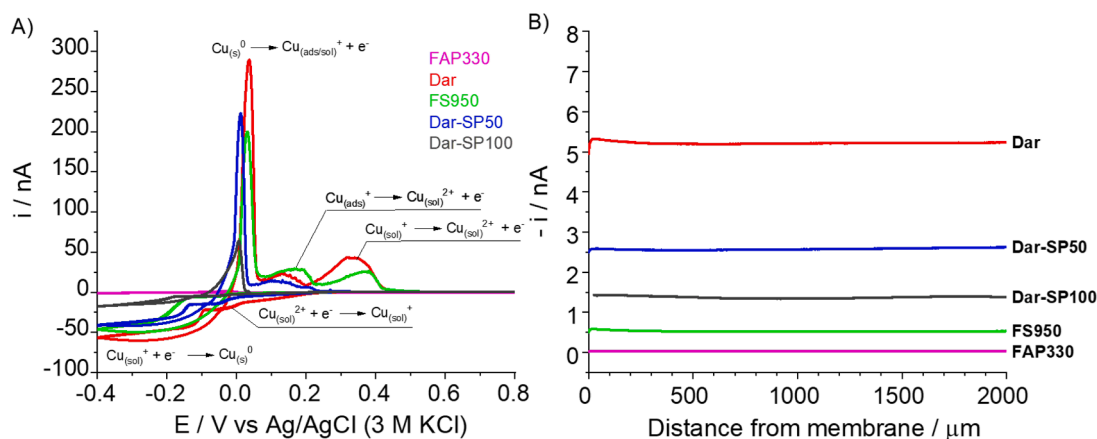 A)
i / nA
300
250
200
150
100
50
0
-50
-100
-0.4
-0.2
0.0
0.2
0.4
0.6
0.8
E / V vs Ag/AgCl (3 M KCl)
Cu(s)0 → Cu(ads/sol)+ + e-
FAP330
Dar
FS950
Dar-SP50
Dar-SP100
Cu(ads)+ → Cu(sol)2+ + e-
Cu(sol)+ → Cu(sol)2+ + e-
Cu(sol)2+ + e- → Cu(sol)+
Cu(sol)+ + e- → Cu(s)0
B)
- i / nA
8
7
6
5
4
3
2
1
0
0
500
1000
1500
2000
Distance from membrane / μm
Dar
Dar-SP50
Dar-SP100
FS950
FAP330